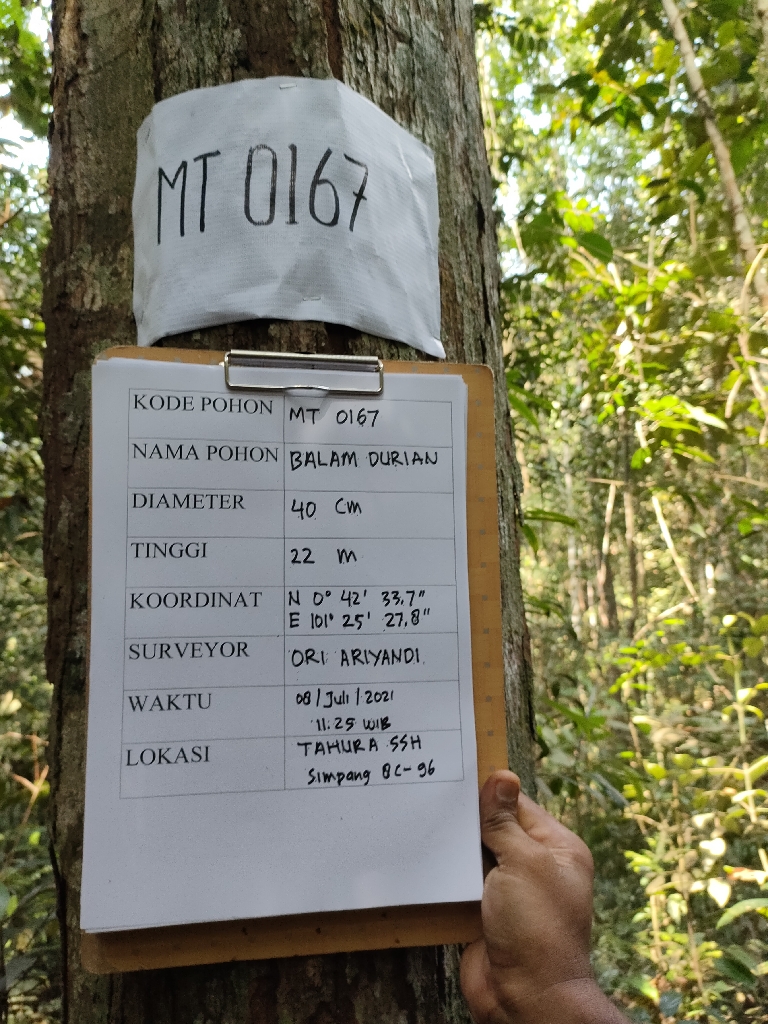 MT 0167
KODE POHON MT 0167
NAMA POHON BALAM DURIAN
DIAMETER 40 Cm
TINGGI 22 m
KOORDINAT N 0° 42' 33,7"
E 101° 25' 27,8"
SURVEYOR ORI ARIYANDI
WAKTU 08/Juli/2021
11:25 WIB
LOKASI TAHURA SSH
Simpang BC-96